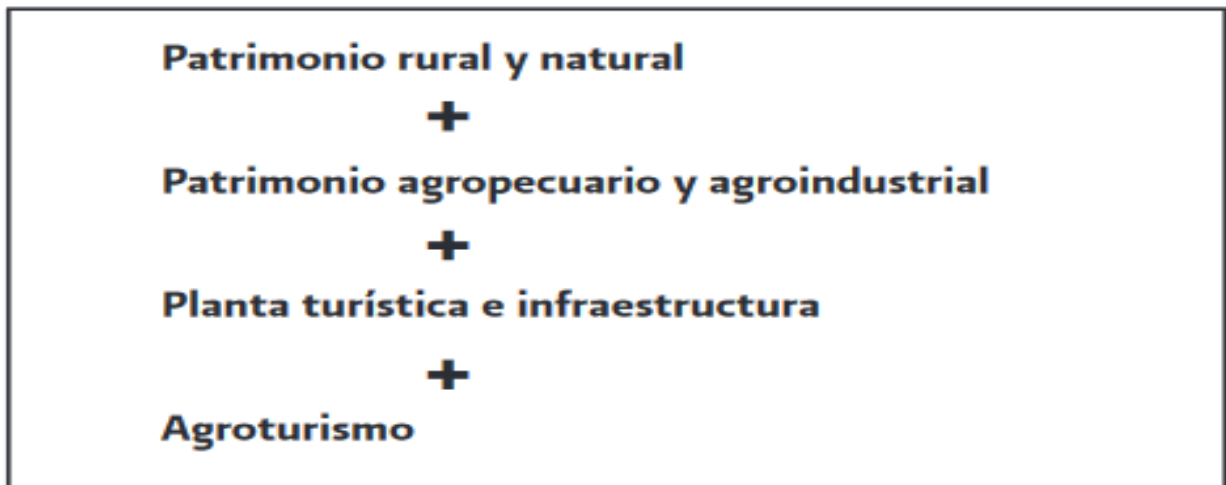 Patrimonio rural y natural
+
Patrimonio agropecuario y agroindustrial
+
Planta turística e infraestructura
+
Agroturismo